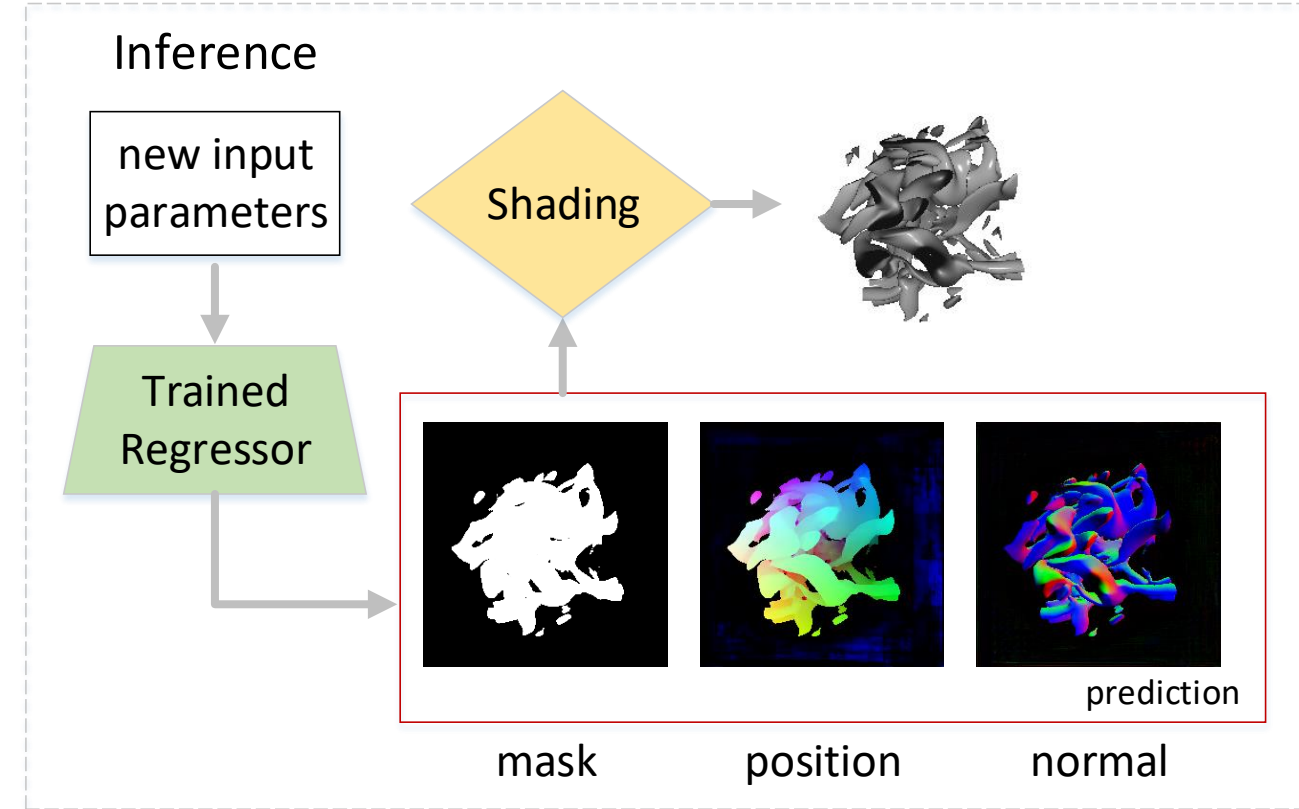 Inference
new input
parameters
Shading
Trained
Regressor
prediction
mask
position
normal